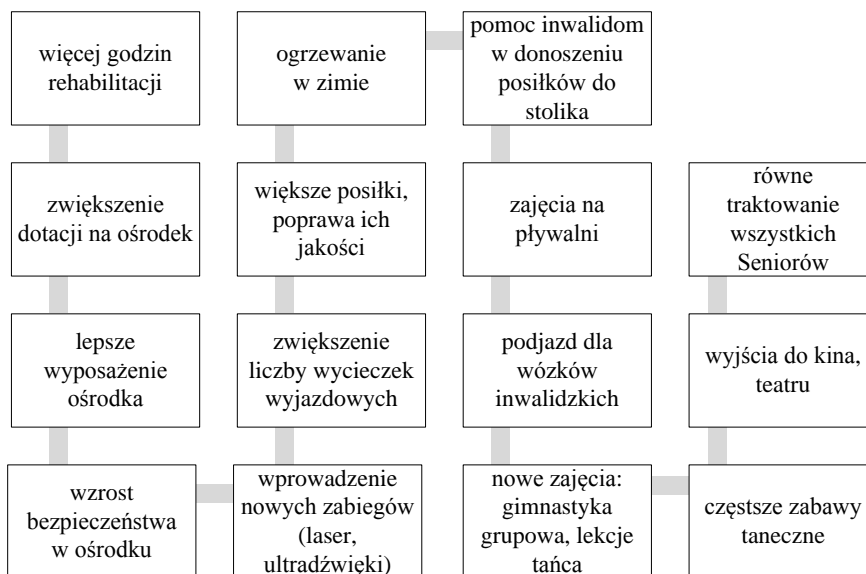 więcej godzin
rehabilitacji
zwiększenie
dotacji na ośrodek
lepsze
wyposażenie
ośrodka
wzrost
bezpieczeństwa
w ośrodku
wprowadzenie
nowych zabiegów
(laser,
ultradźwięki)
zwiększenie
liczby wycieczek
wyjazdowych
większe posiłki,
poprawa ich
jakości
ogrzewanie
w zimie
pomoc inwalidom
w donoszeniu
posiłków do
stolika
zajęcia na
pływalni
podjazd dla
wózków
inwalidzkich
nowe zajęcia:
gimnastyka
grupowa, lekcje
tańca
częstsze zabawy
taneczne
wyjścia do kina,
teatru
równe
traktowanie
wszystkich
Seniorów